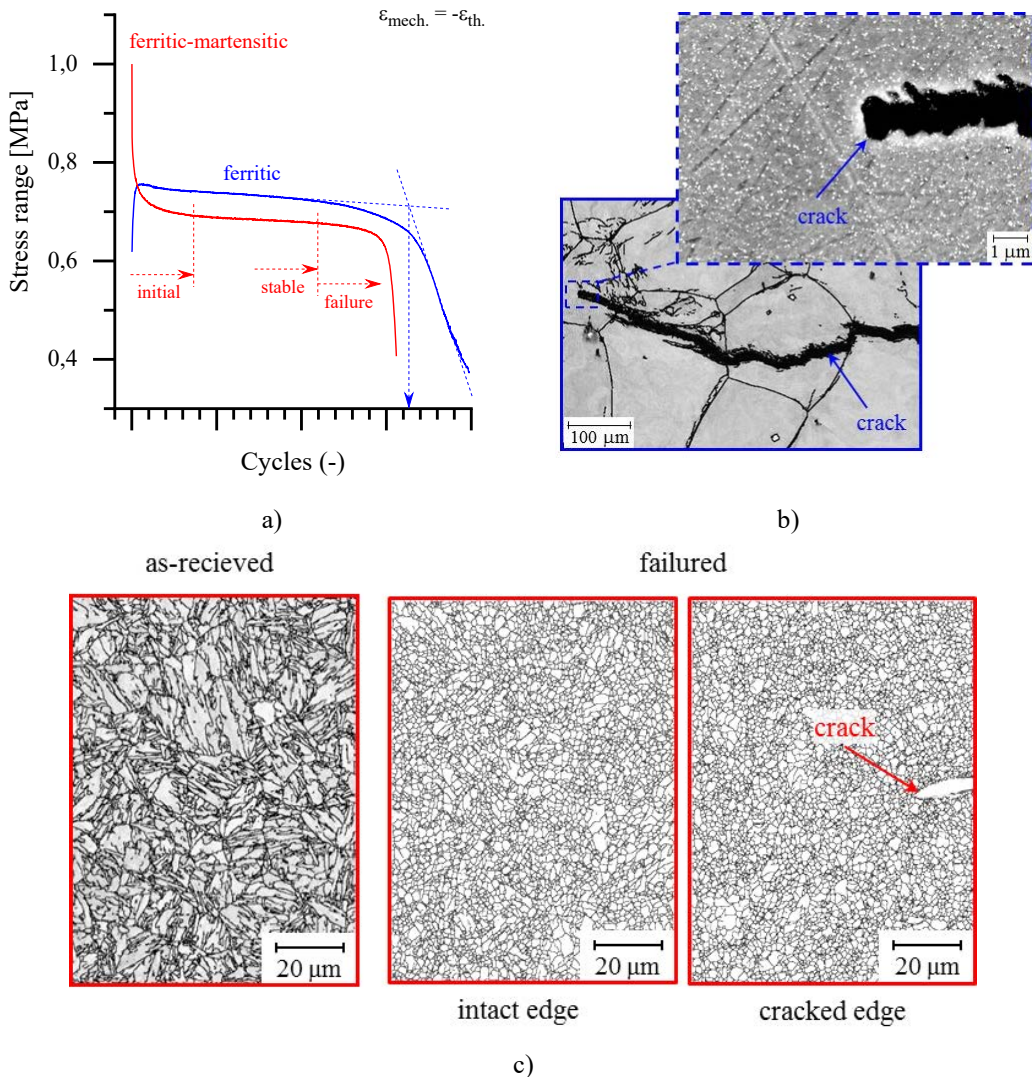 εmech. = -εth.
ferritic-martensitic
1,0
0,8
0,6
0,4
Stress range [MPa]
ferritic
initial
stable
failure
Cycles (-)
a)
crack
1 μm
crack
100 μm
b)
as-recieved
failured
20 μm
20 μm
crack
20 μm
intact edge
cracked edge
c)